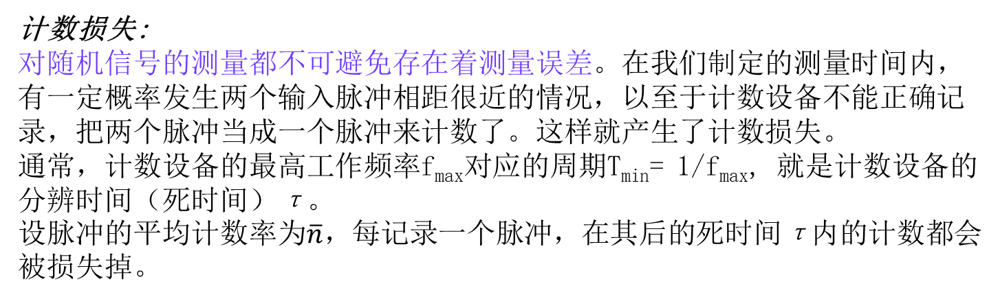 计数损失:
对随机信号的测量都不可避免存在着测量误差。在我们制定的测量时间内，
有一定概率发生两个输入脉冲相距很近的情况，以至于计数设备不能正确记
录，把两个脉冲当成一个脉冲来计数了。这样就产生了计数损失。
通常，计数设备的最高工作频率fmax对应的周期Tmin= 1/fmax, 就是计数设备的
分辨时间（死时间）τ。
设脉冲的平均计数率为n̄，每记录一个脉冲，在其后的死时间τ内的计数都会
被损失掉。